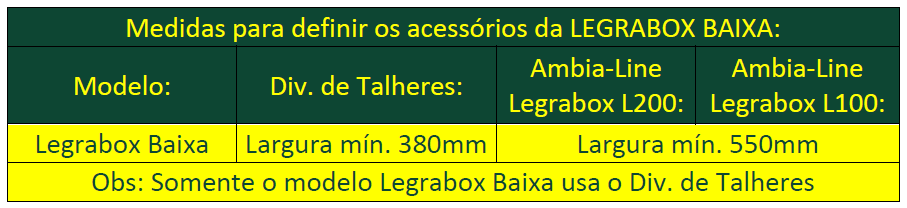 Medidas para definir os acessórios da LEGRABOX BAIXA:
Modelo:
Div. de Talheres:
Ambia-Line
Legrabox L200:
Ambia-Line
Legrabox L100:
Legrabox Baixa
Largura mín. 380mm
Largura mín. 550mm
Obs: Somente o modelo Legrabox Baixa usa o Div. de Talheres